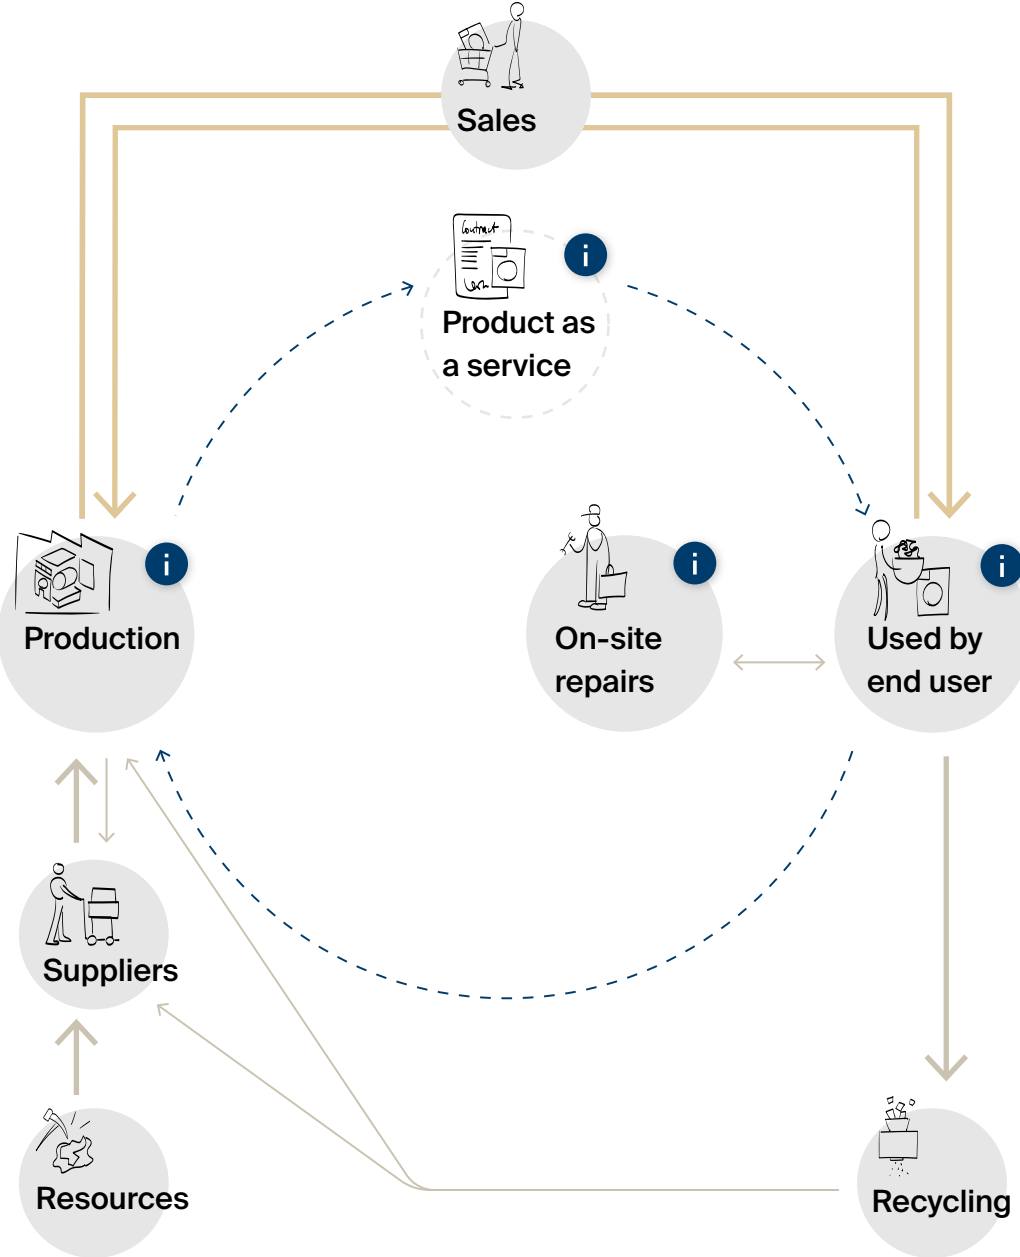 Sales
Contract
i
Product as
a service
i
i
i
Production
On-site
repairs
Used by
end user
Suppliers
Resources
Recycling